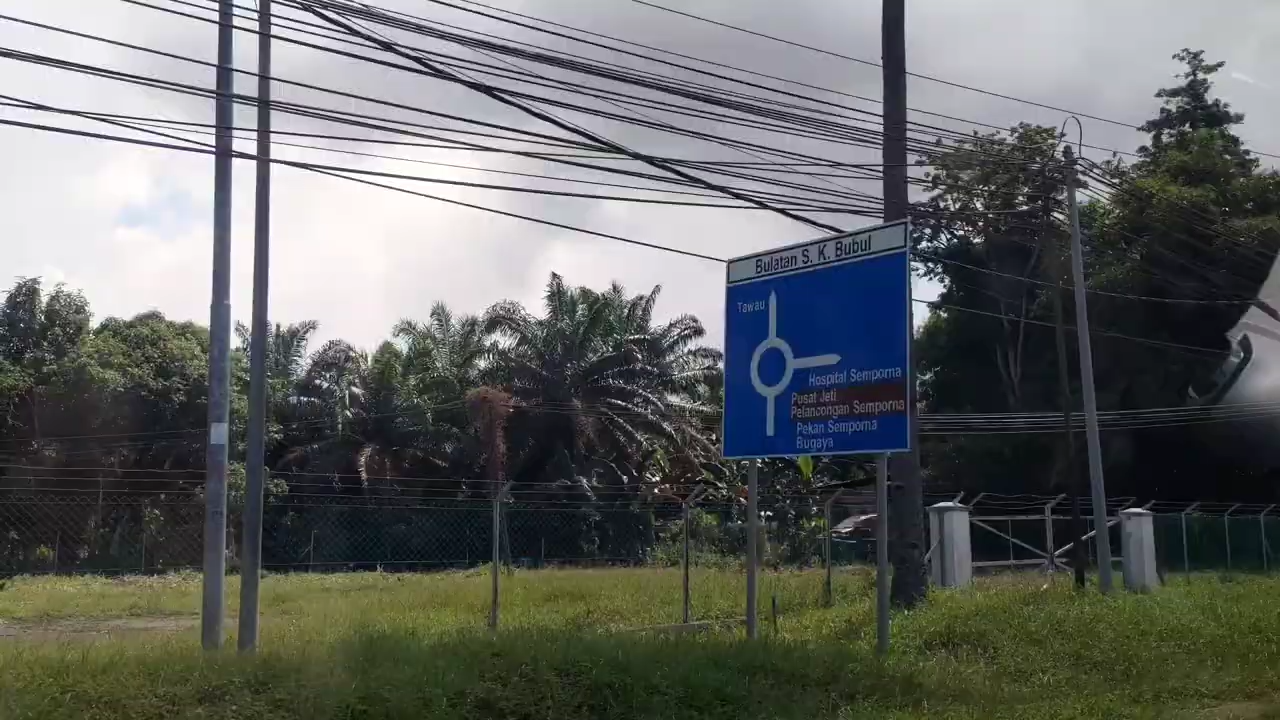 Bulatan S. K. Bubul
Tawau
Hospital Semporna
Pusat Jeti
Pelancongan Semporna
Pekan Semporna
Bugaya